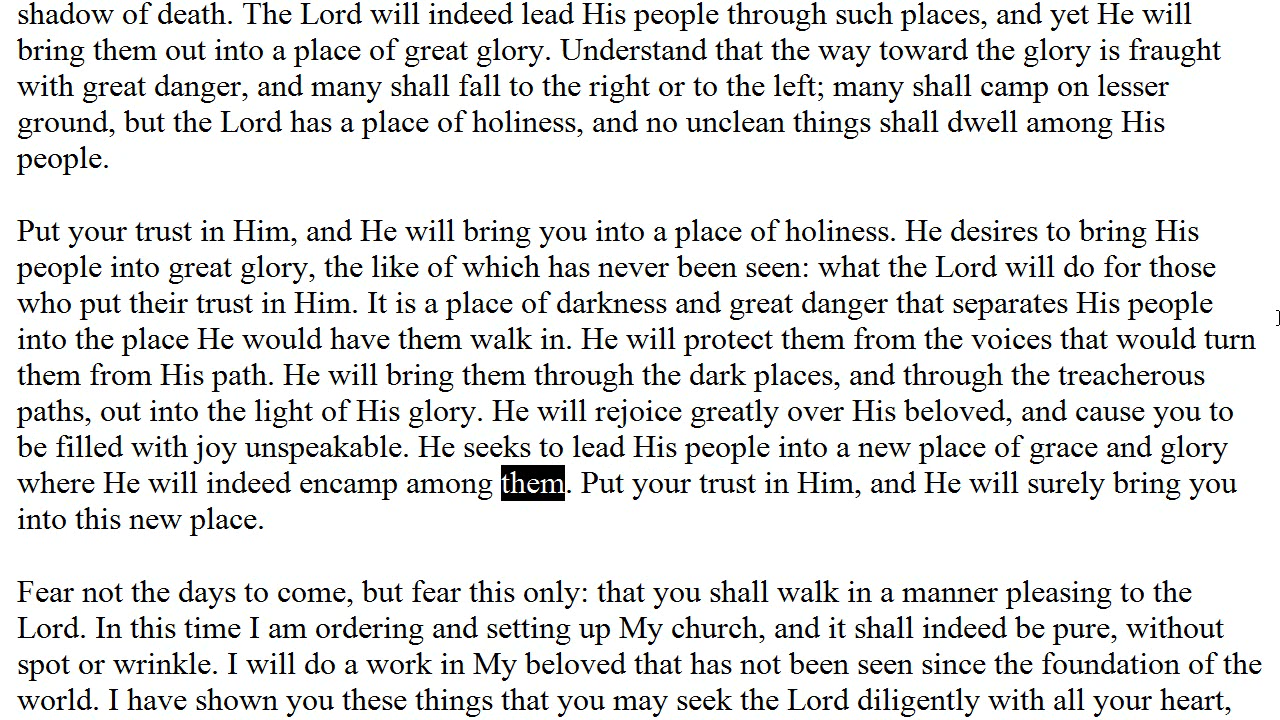 shadow of death. The Lord will indeed lead His people through such places, and yet He will
bring them out into a place of great glory. Understand that the way toward the glory is fraught
with great danger, and many shall fall to the right or to the left; many shall camp on lesser
ground, but the Lord has a place of holiness, and no unclean things shall dwell among His
people.
Put your trust in Him, and He will bring you into a place of holiness. He desires to bring His
people into great glory, the like of which has never been seen: what the Lord will do for those
who put their trust in Him. It is a place of darkness and great danger that separates His people
into the place He would have them walk in. He will protect them from the voices that would turn
them from His path. He will bring them through the dark places, and through the treacherous
paths, out into the light of His glory. He will rejoice greatly over His beloved, and cause you to
be filled with joy unspeakable. He seeks to lead His people into a new place of grace and glory
where He will indeed encamp among them. Put your trust in Him, and He will surely bring you
into this new place.
Fear not the days to come, but fear this only: that you shall walk in a manner pleasing to the
Lord. In this time I am ordering and setting up My church, and it shall indeed be pure, without
spot or wrinkle. I will do a work in My beloved that has not been seen since the foundation of the
world. I have shown you these things that you may seek the Lord diligently with all your heart,